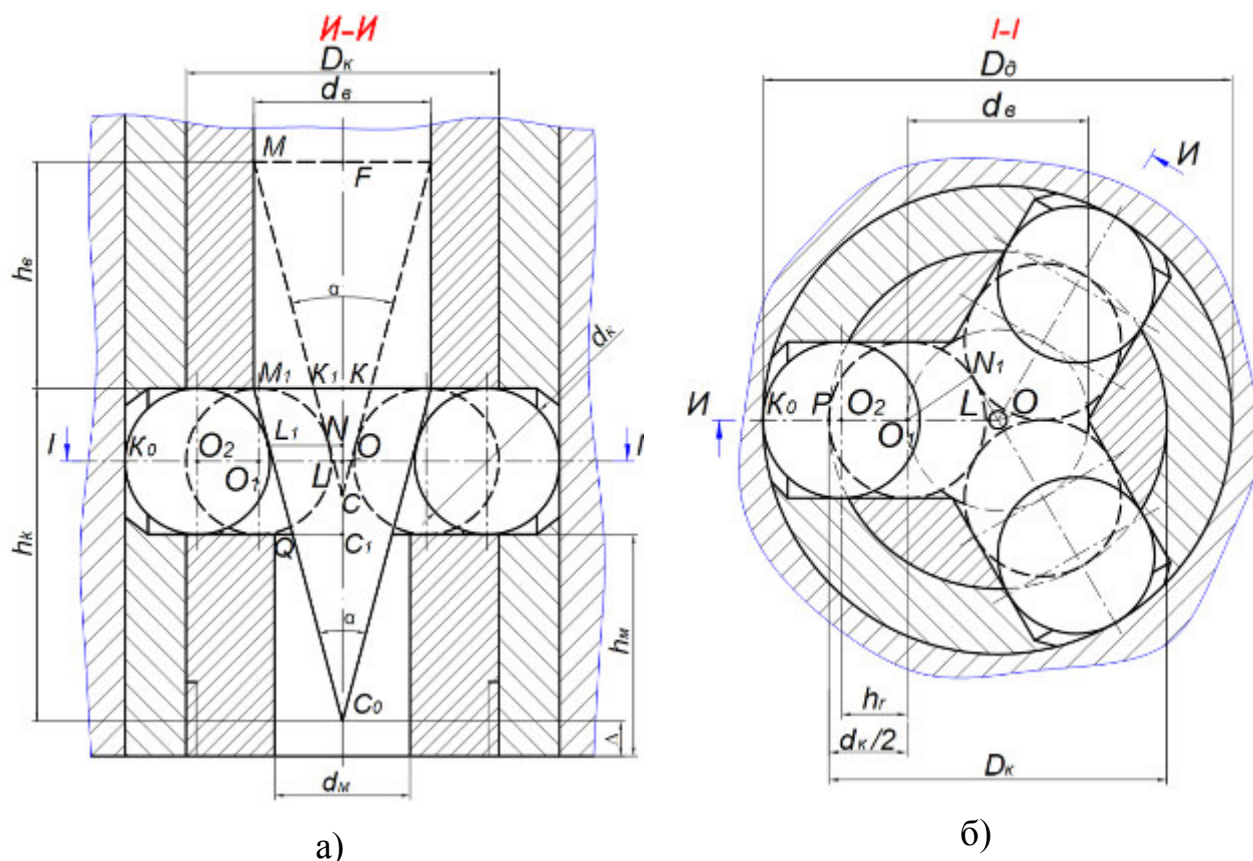 И-И
Dк
dв
M
F
hв
α
dк
M₁
K₁
K
L₁
N
I
I
K₀
O₂
O₁
L
O
C
Q
C₁
hк
α
hм
C₀
Δ
dм
а)
I-I
Dд
dв
И
N₁
И
K₀
P
O₂
L
O
O₁
hr
dк/2
Dк
б)